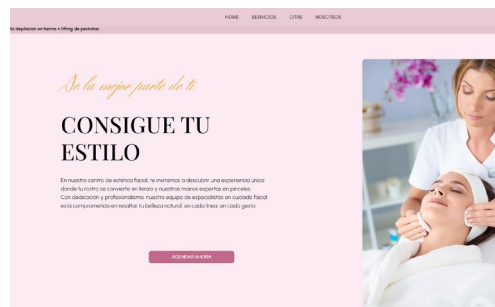 HOME SERVICIOS CITAS NOSOTROS
depilacion en henna + lifting de pestañas
Se la mejor parte de ti
CONSIGUE TU
ESTILO
En nuestro centro de estética facial, te invitamos a descubrir una experiencia única
donde tu rostro se convierte en lienzo y nuestras manos expertas en pinceles.
Con dedicación y profesionalismo, nuestro equipo de especialistas en cuidado facial
está comprometido en resaltar tu belleza natural en cada línea, en cada gesto
AGENDAR AHORA